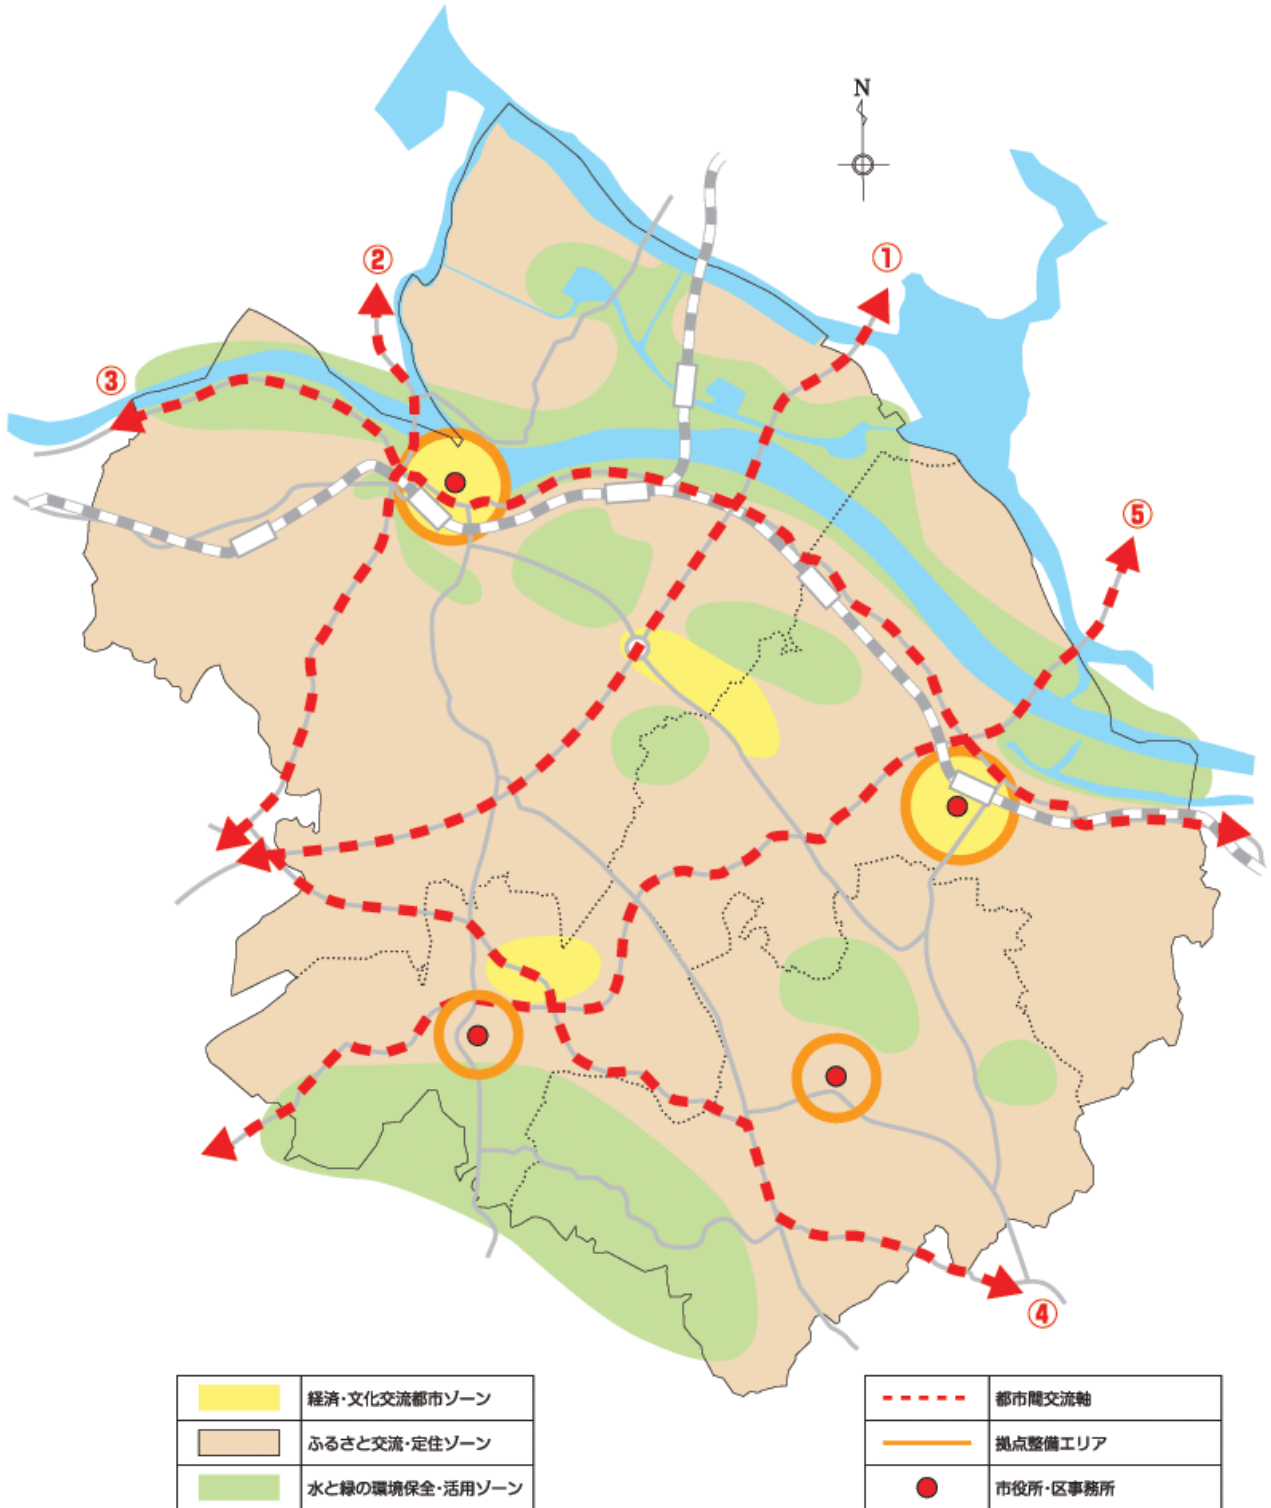 N
①
②
③
⑤
④
経済・文化交流都市ゾーン
ふるさと交流・定住ゾーン
水と緑の環境保全・活用ゾーン
都市間交流軸
拠点整備エリア
市役所・区事務所